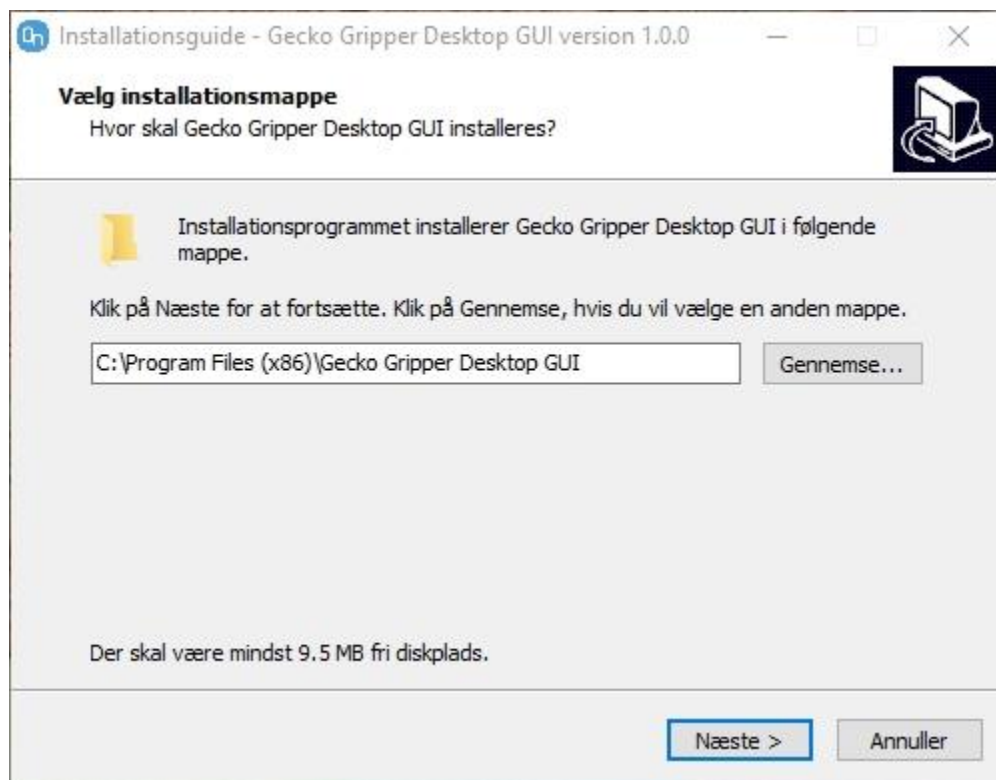 On Installationsguide - Gecko Gripper Desktop GUI version 1.0.0
Vælg installationsmappe
Hvor skal Gecko Gripper Desktop GUI installeres?
Installationsprogrammet installerer Gecko Gripper Desktop GUI i følgende
mappe.
Klik på Næste for at fortsætte. Klik på Gennemse, hvis du vil vælge en anden mappe.
C:\Program Files (x86)\Gecko Gripper Desktop GUI
Gennemse...
Der skal være mindst 9.5 MB fri diskplads.
Næste >
Annuller